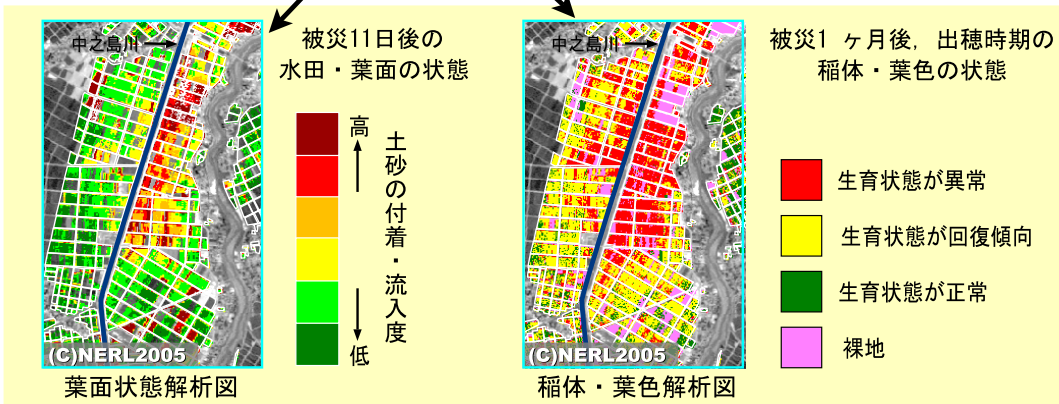 中之島川
被災11日後の
水田・葉面の状態
高
土砂の付着・流入度
低
(C)NERL2005
葉面状態解析図
中之島川
被災1 ヶ月後，出穂時期の
稲体・葉色の状態
生育状態が異常
生育状態が回復傾向
生育状態が正常
裸地
(C)NERL2005
稲体・葉色解析図